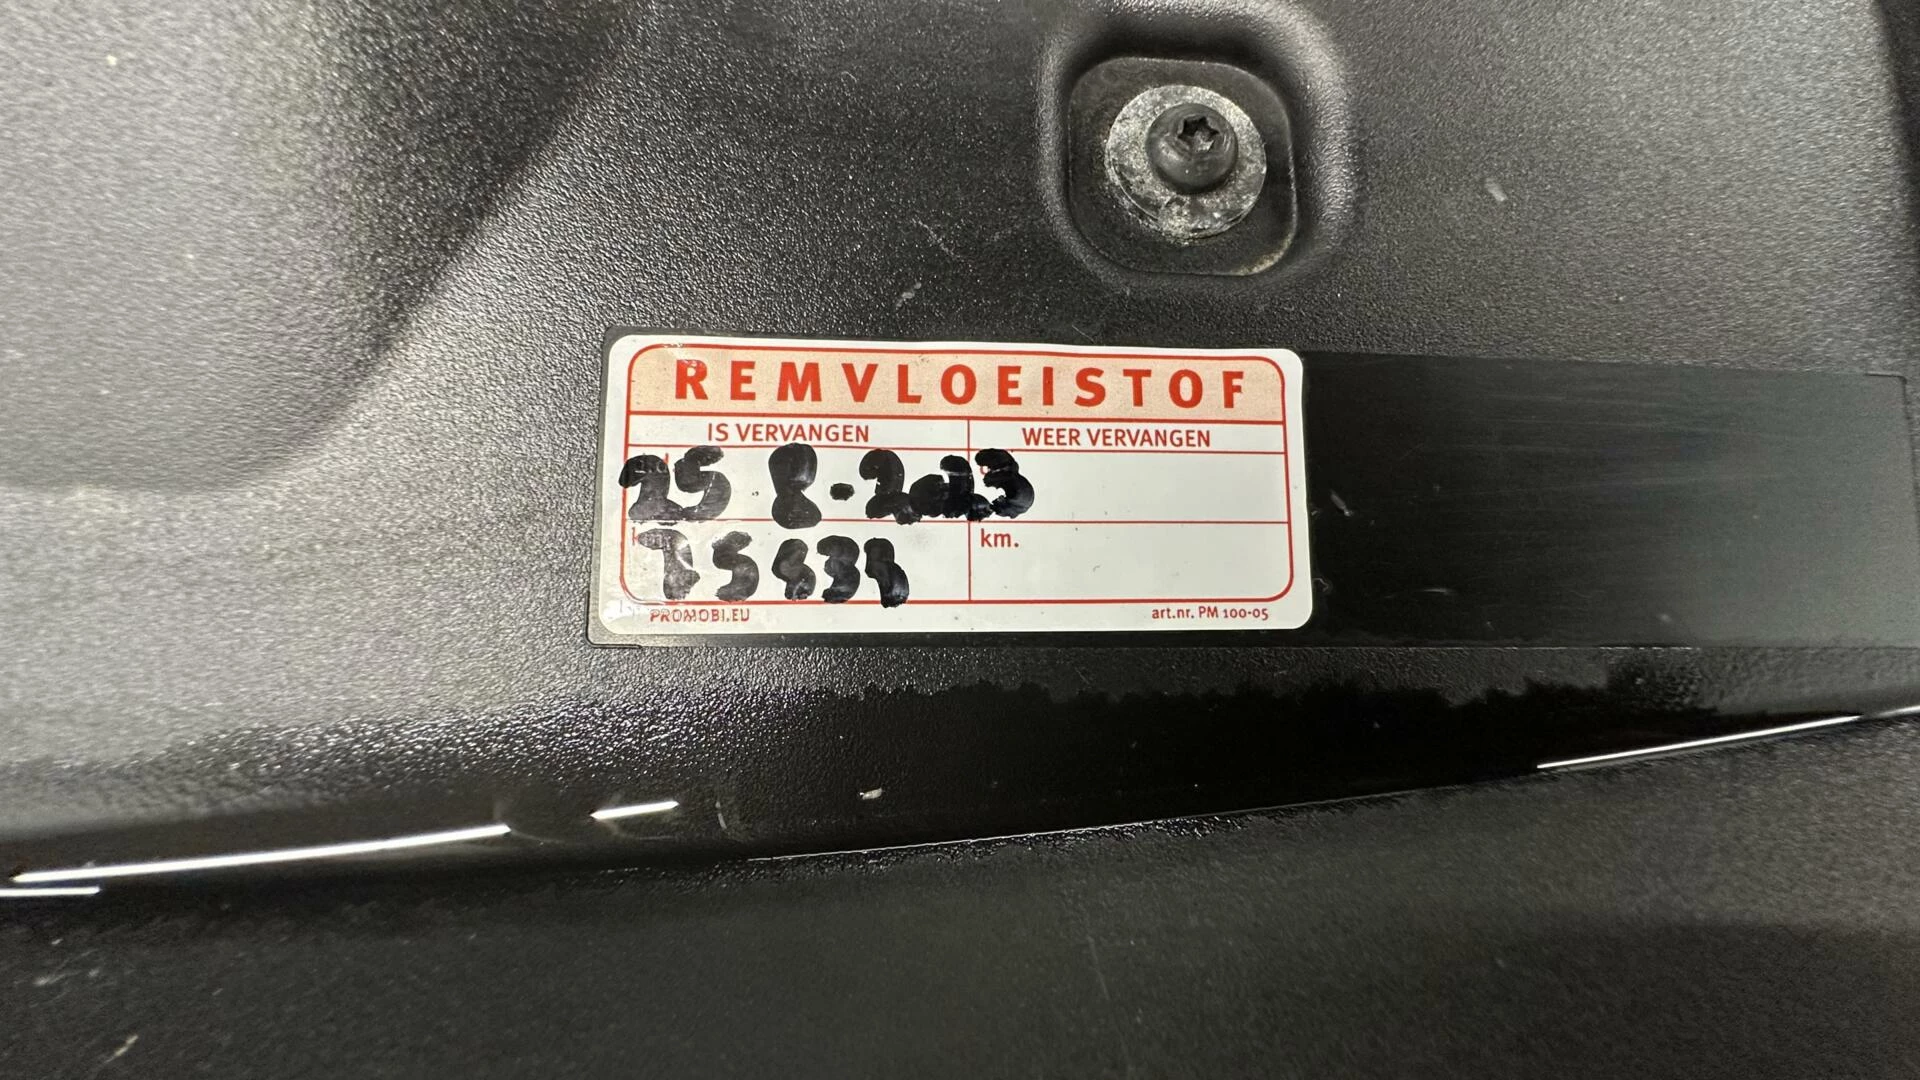 REMVLOEISTOF
IS VERVANGEN WEER VERVANGEN
25 8-2023
km.
PROMOBI.EU art.nr. PM 100-05